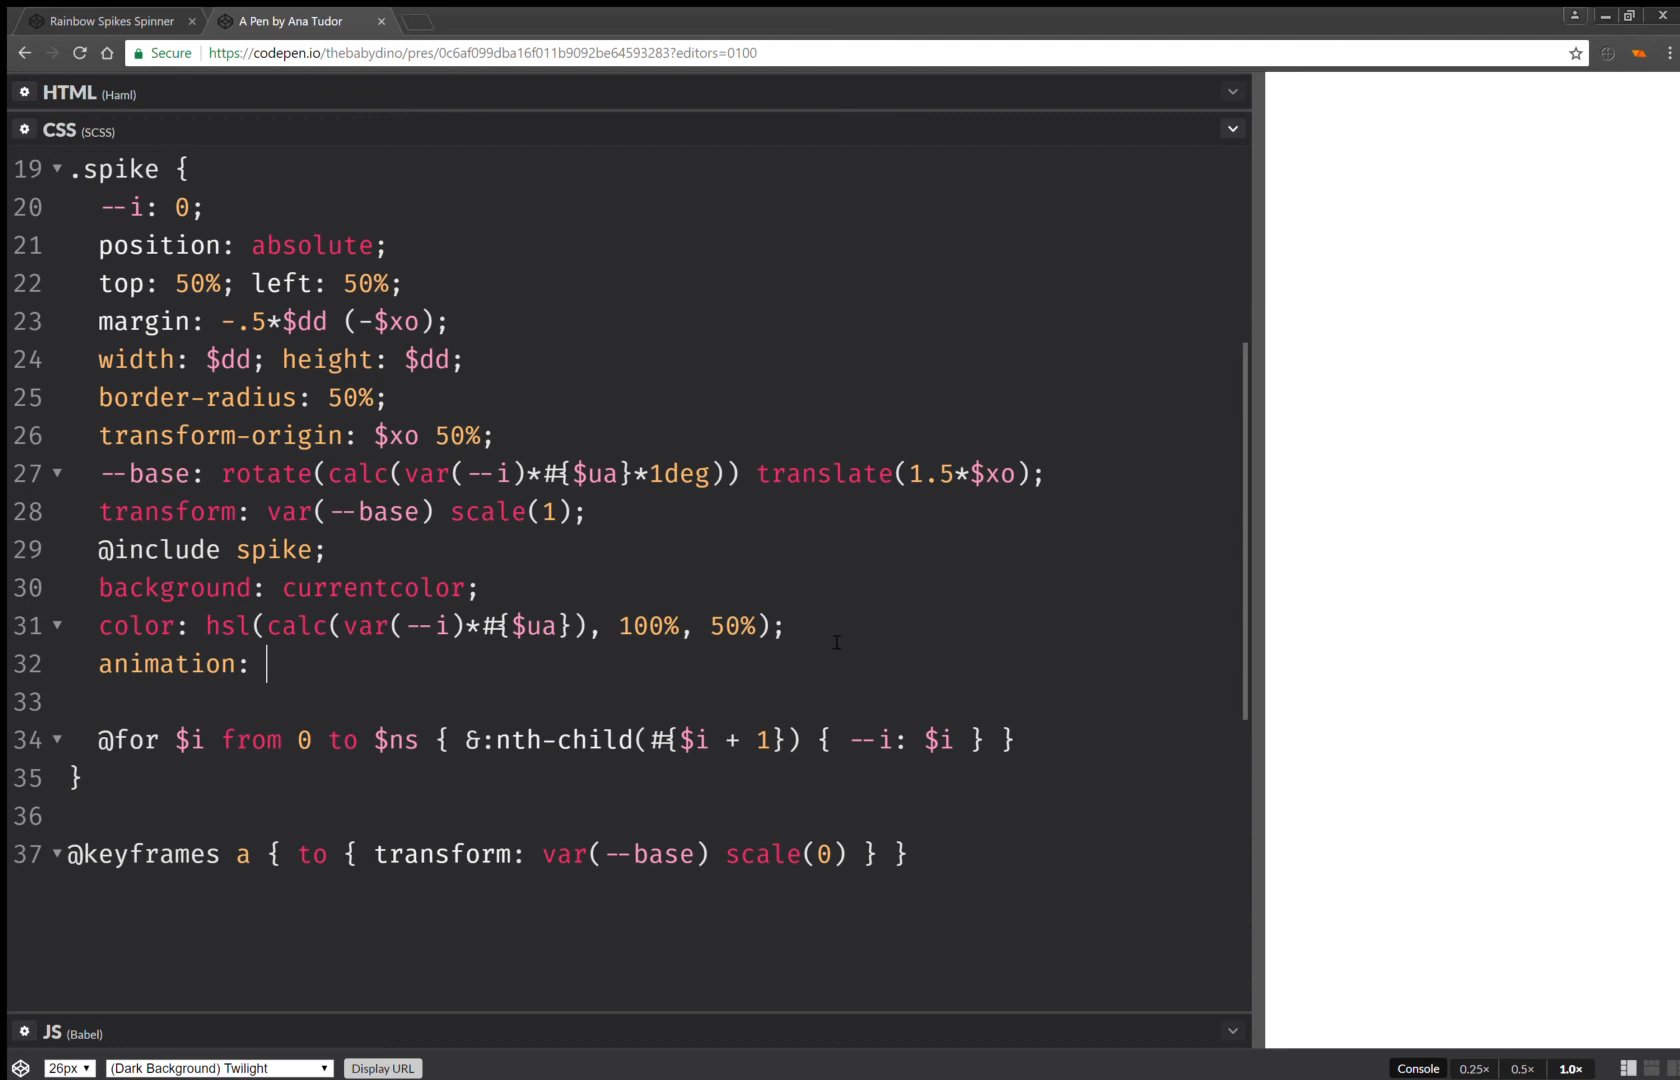 Rainbow Spikes Spinner
A Pen by Ana Tudor
Secure
https://codepen.io/thebabydino/pres/0c6af099dba16f011b9092be64593283?editors=0100
HTML (Haml)
CSS (SCSS)
19 .spike {
20 --i: 0;
21 position: absolute;
22 top: 50%; left: 50%;
23 margin: -.5*$dd (-$xo);
24 width: $dd; height: $dd;
25 border-radius: 50%;
26 transform-origin: $xo 50%;
27 --base: rotate(calc(var(--i)*#{$ua}*1deg)) translate(1.5*$xo);
28 transform: var(--base) scale(1);
29 @include spike;
30 background: currentcolor;
31 color: hsl(calc(var(--i)*#{$ua}), 100%, 50%);
32 animation:
33
34 @for $i from 0 to $ns { &:nth-child(#{$i + 1}) { --i: $i } }
35 }
36
37 @keyframes a { to { transform: var(--base) scale(0) } }
JS (Babel)
26px
(Dark Background) Twilight
Display URL
Console
0.25×
0.5×
1.0×